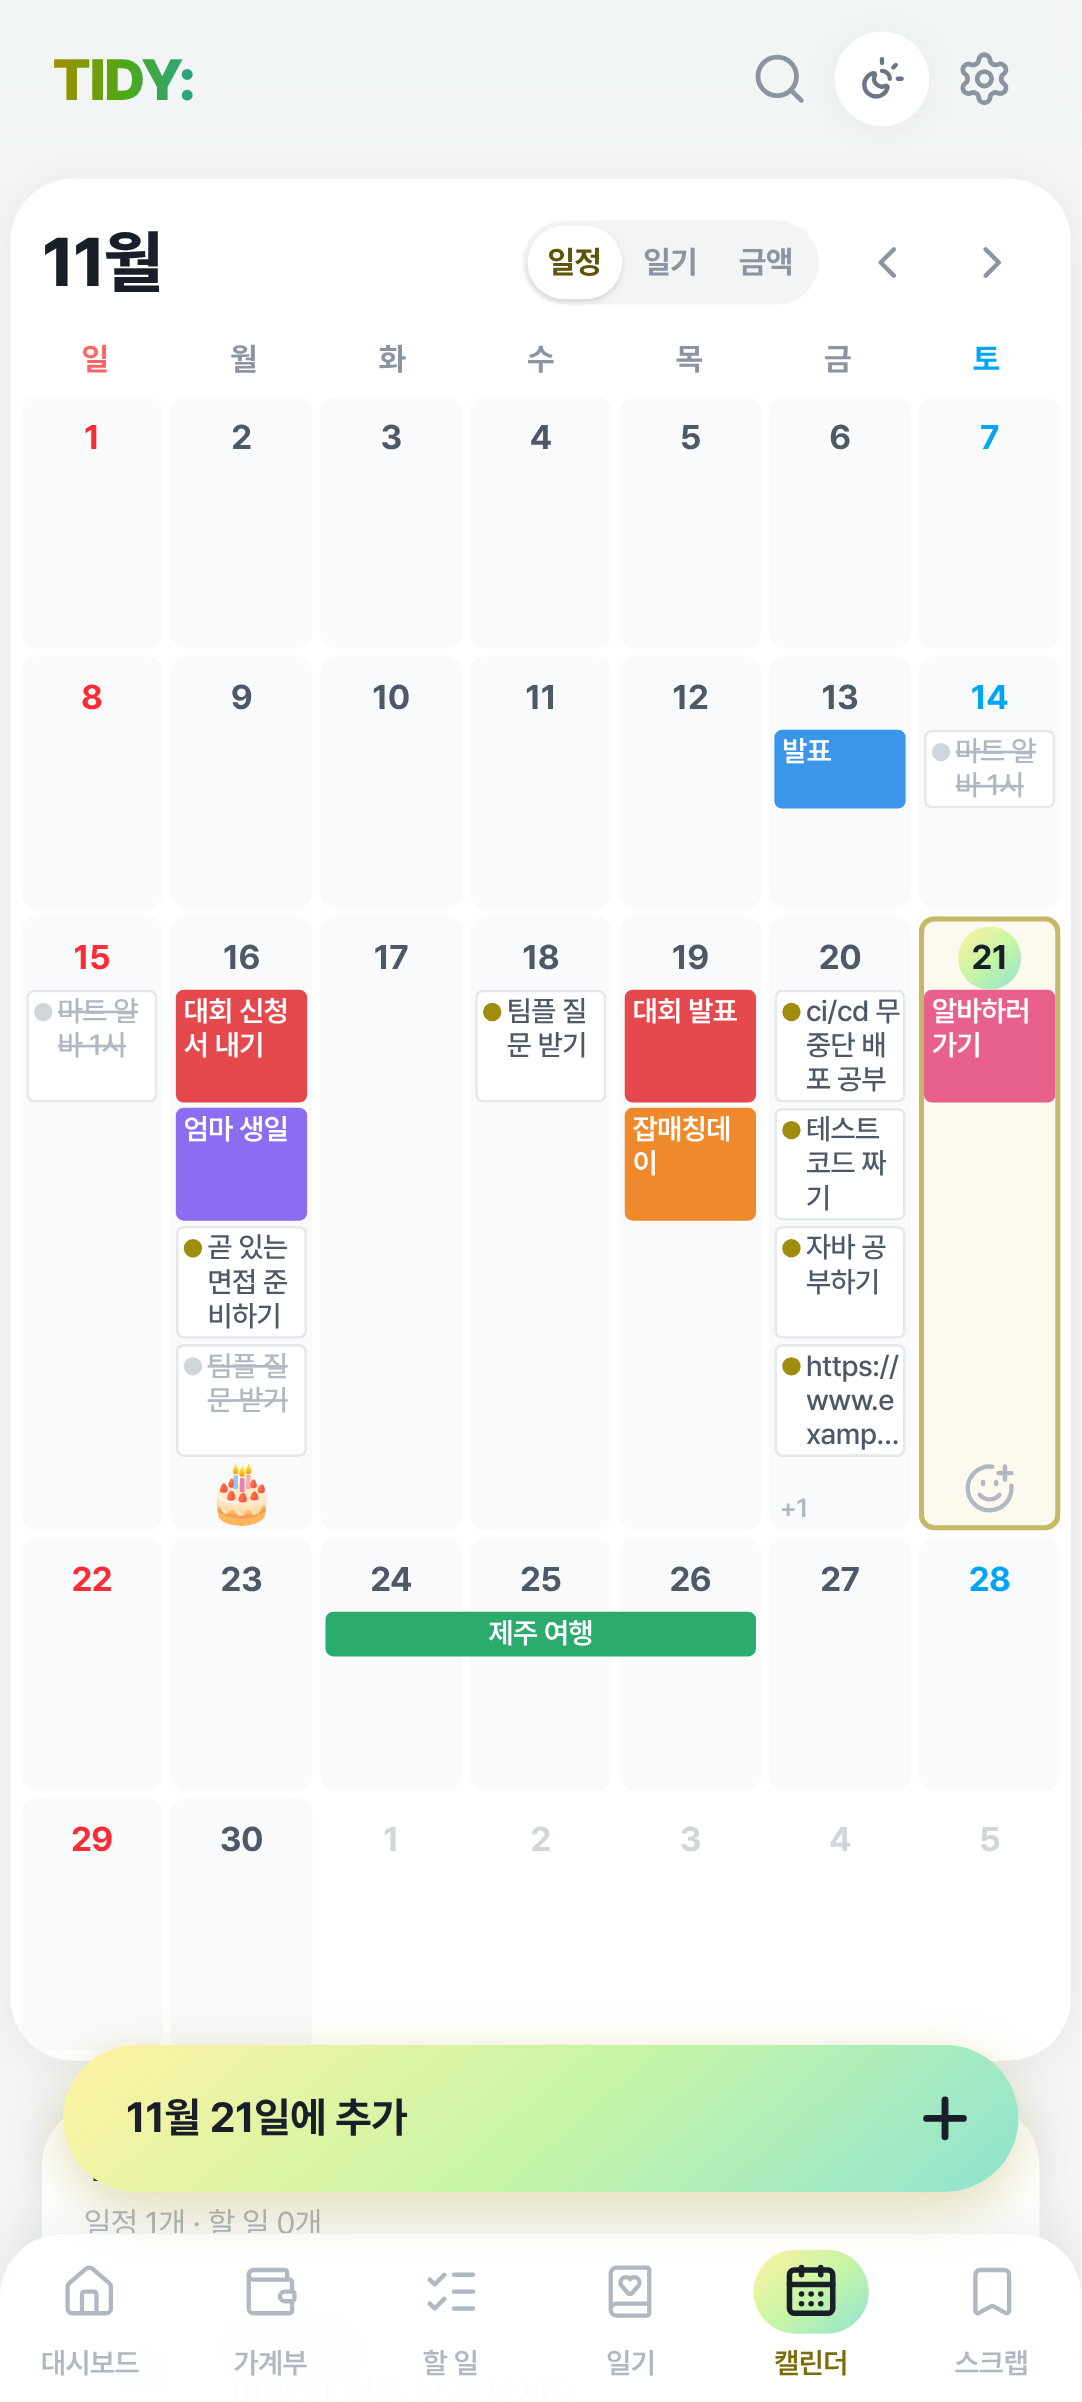 TIDY:
11월
일정 일기 금액
일 월 화 수 목 금 토
1 2 3 4 5 6 7
8 9 10 11 12 13 14
발표
마트 알
바 1시
15 16 17 18 19 20 21
마트 알
바 1시
대회 신청
서 내기
엄마 생일
곧 있는
면접 준
비하기
팀플 질
문 받기
팀플 질
문 받기
대회 발표
잡매칭데
이
ci/cd 무
중단 배
포 공부
테스트
코드 짜
기
자바 공
부하기
https://
www.e
xamp...
+1
알바하러
가기
22 23 24 25 26 27 28
제주 여행
29 30 1 2 3 4 5
11월 21일에 추가
일정 1개 · 할 일 0개
대시보드 가계부 할 일 일기 캘린더 스크랩